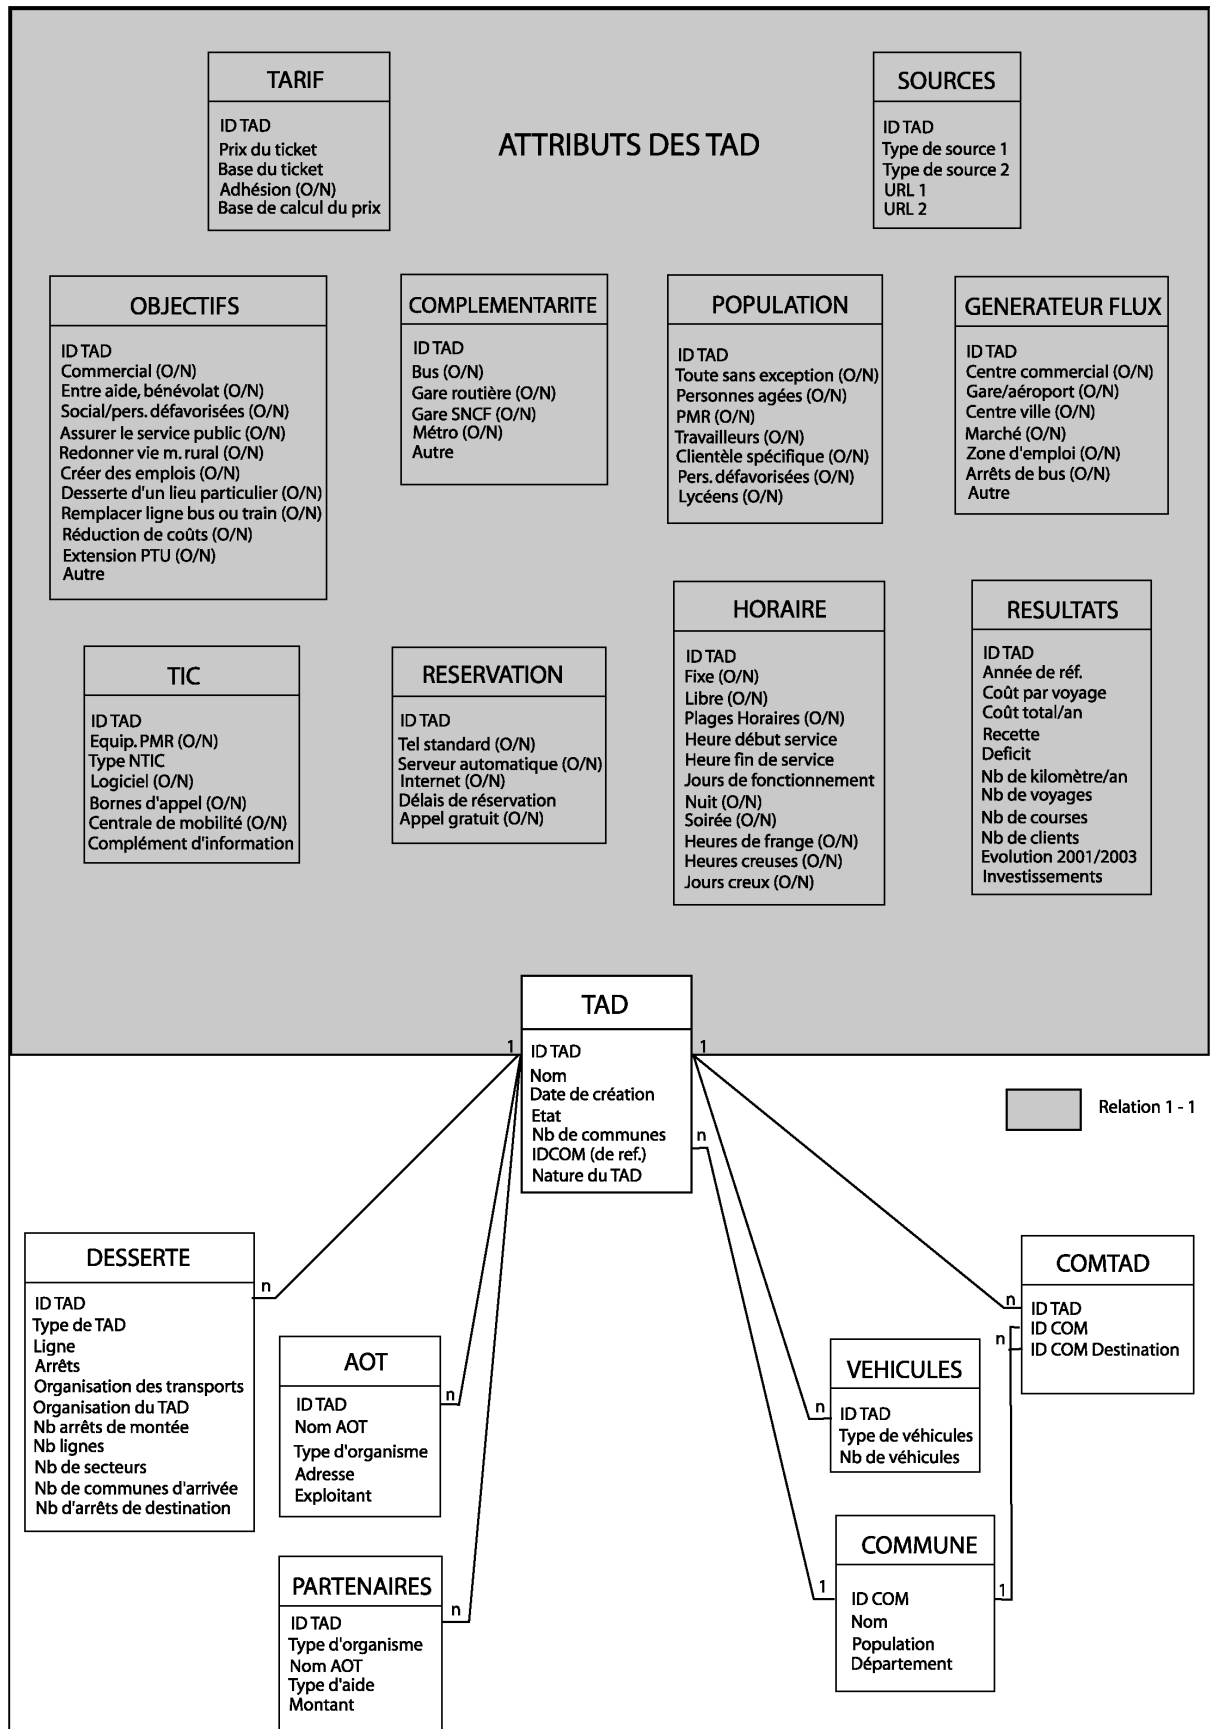 TARIF
ID TAD
Prix du ticket
Base du ticket
Adhésion (O/N)
Base de calcul du prix
ATTRIBUTS DES TAD
SOURCES
ID TAD
Type de source 1
Type de source 2
URL 1
URL 2
OBJECTIFS
ID TAD
Commercial (O/N)
Entre aide, bénévolat (O/N)
Social/pers. défavorisées (O/N)
Assurer le service public (O/N)
Redonner vie m. rural (O/N)
Créer des emplois (O/N)
Desserte d'un lieu particulier (O/N)
Remplacer ligne bus ou train (O/N)
Réduction de coûts (O/N)
Extension PTU (O/N)
Autre
COMPLEMENTARITE
ID TAD
Bus (O/N)
Gare routière (O/N)
Gare SNCF (O/N)
Métro (O/N)
Autre
POPULATION
ID TAD
Toute sans exception (O/N)
Personnes agées (O/N)
PMR (O/N)
Travailleurs (O/N)
Clientèle spécifique (O/N)
Pers. défavorisées (O/N)
Lycéens (O/N)
GENERATEUR FLUX
ID TAD
Centre commercial (O/N)
Gare/aéroport (O/N)
Centre ville (O/N)
Marché (O/N)
Zone d'emploi (O/N)
Arrêts de bus (O/N)
Autre
TIC
ID TAD
Equip. PMR (O/N)
Type NTIC
Logiciel (O/N)
Bornes d'appel (O/N)
Centrale de mobilité (O/N)
Complément d'information
RESERVATION
ID TAD
Tel standard (O/N)
Serveur automatique (O/N)
Internet (O/N)
Délais de réservation
Appel gratuit (O/N)
HORAIRE
ID TAD
Fixe (O/N)
Libre (O/N)
Plages Horaires (O/N)
Heure début service
Heure fin de service
Jours de fonctionnement
Nuit (O/N)
Soirée (O/N)
Heures de frange (O/N)
Heures creuses (O/N)
Jours creux (O/N)
RESULTATS
ID TAD
Année de réf.
Coût par voyage
Coût total/an
Recette
Deficit
Nb de kilomètre/an
Nb de voyages
Nb de courses
Nb de clients
Evolution 2001/2003
Investissements
TAD
ID TAD
Nom
Date de création
Etat
Nb de communes
IDCOM (de ref.)
Nature du TAD
1
1
n
Relation 1 - 1
DESSERTE
ID TAD
Type de TAD
Ligne
Arrêts
Organisation des transports
Organisation du TAD
Nb arrêts de montée
Nb lignes
Nb de secteurs
Nb de communes d'arrivée
Nb d'arrêts de destination
n
AOT
ID TAD
Nom AOT
Type d'organisme
Adresse
Exploitant
n
PARTENAIRES
ID TAD
Type d'organisme
Nom AOT
Type d'aide
Montant
n
COMTAD
ID TAD
ID COM
ID COM Destination
n
n
VEHICULES
ID TAD
Type de véhicules
Nb de véhicules
n
COMMUNE
ID COM
Nom
Population
Département
1
1